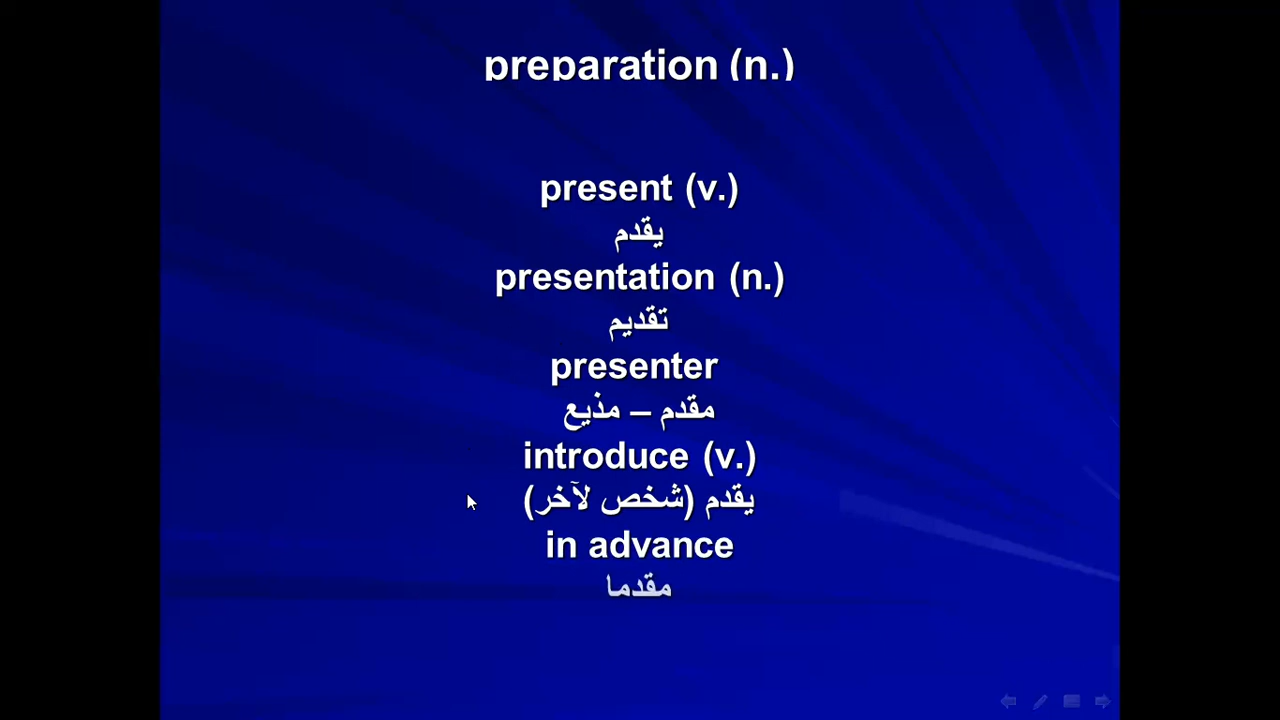 preparation (n.)
present (v.)
يقدم
presentation (n.)
تقديم
presenter
مقدم – مذيع
introduce (v.)
يقدم (شخص لآخر)
in advance
مقدما